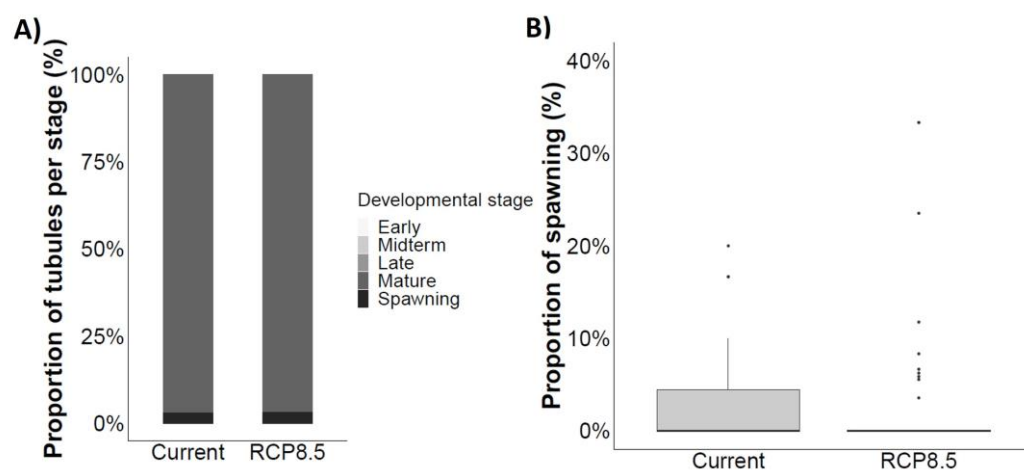 A)
Proportion of tubules per stage (%)
100%
75%
50%
25%
0%
Current RCP8.5
Developmental stage
Early
Midterm
Late
Mature
Spawning
B)
Proportion of spawning (%)
40%
30%
20%
10%
0%
Current RCP8.5